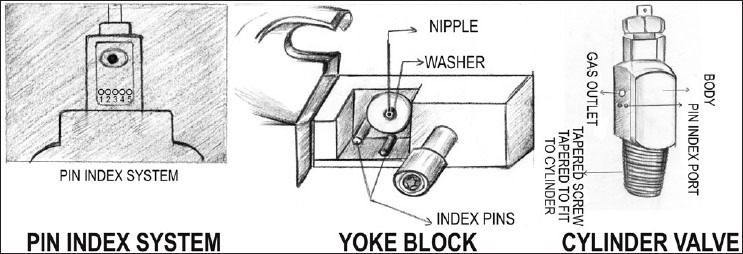 12345
PIN INDEX SYSTEM
PIN INDEX SYSTEM
NIPPLE
WASHER
INDEX PINS
YOKE BLOCK
GAS OUTLET
BODY
PIN INDEX PORT
TAPERED SCREW
TAPERED TO FIT
TO CYLINDER
CYLINDER VALVE